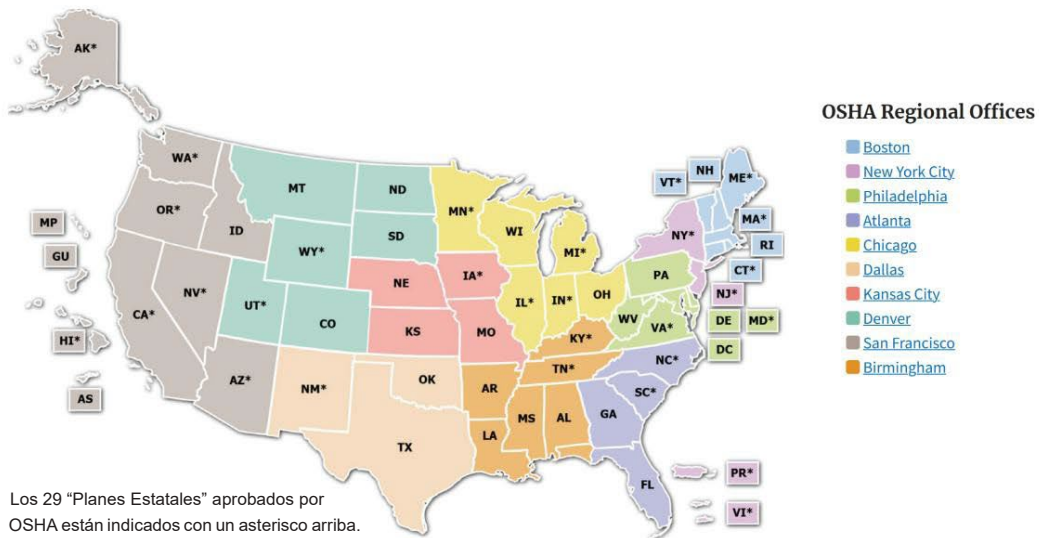 AK*
WA*
OR*
ID
MP
GU
CA*
NV*
HI*
AS
AZ*
MT
ND
SD
WY*
UT*
CO
NE
KS
IA*
MO
MN*
WI
MI*
IL*
IN*
OH
NM*
OK
TX
AR
LA
KY*
TN*
MS
AL
NC*
SC*
GA
FL
WV
VA*
PA
NY*
VT*
NH
ME*
MA*
RI
CT*
NJ*
DE
MD*
DC
PR*
VI*
OSHA Regional Offices
Boston
New York City
Philadelphia
Atlanta
Chicago
Dallas
Kansas City
Denver
San Francisco
Birmingham
Los 29 “Planes Estatales” aprobados por
OSHA están indicados con un asterisco arriba.